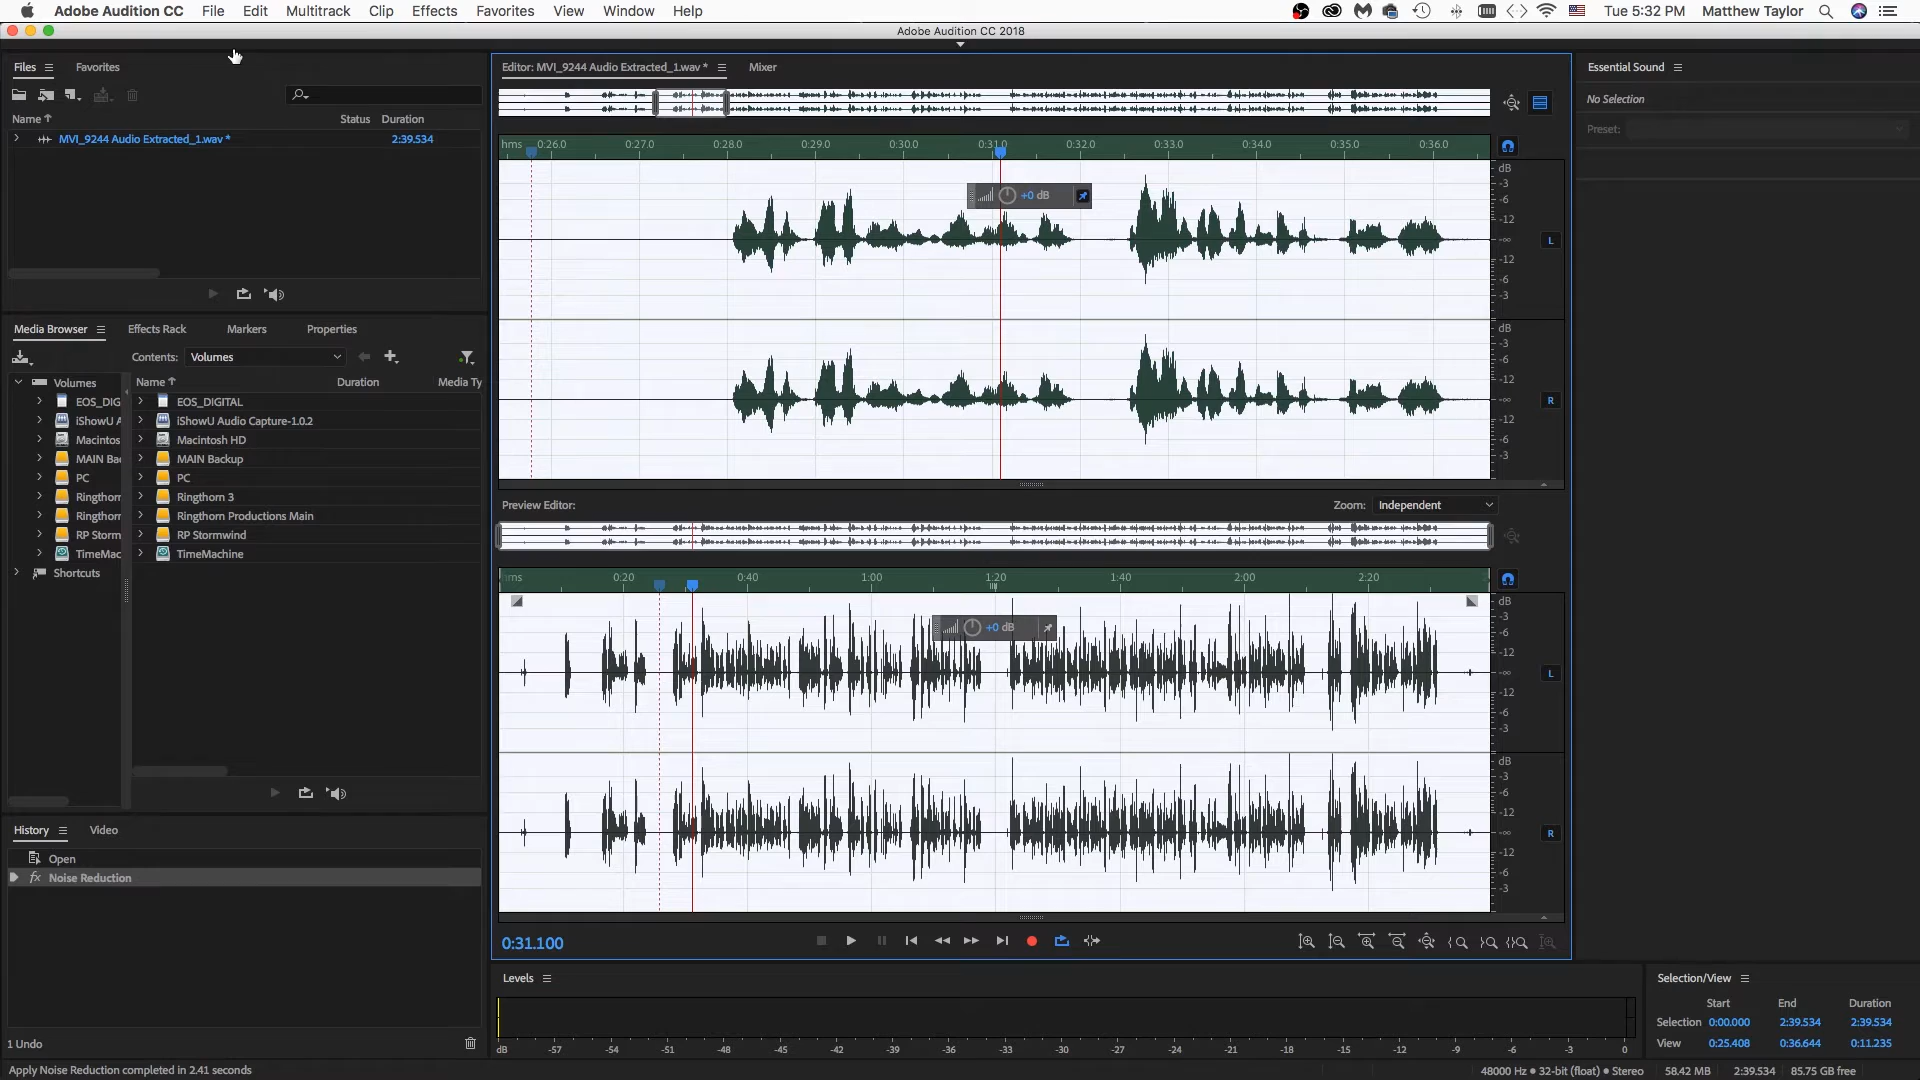 Adobe Audition CC File Edit Multitrack Clip Effects Favorites View Window Help Tue 5:32 PM Matthew Taylor
Adobe Audition CC 2018
Files Favorites
Name Status Duration
MVI_9244 Audio Extracted_1.wav * 2:39.534
Media Browser Effects Rack Markers Properties
Contents: Volumes
Volumes
EOS_DIG
iShowU A
Macintos
MAIN Bac
PC
Ringthorn
Ringthorn
RP Storm
TimeMac
Shortcuts
Name Duration Media Ty
EOS_DIGITAL
iShowU Audio Capture-1.0.2
Macintosh HD
MAIN Backup
PC
Ringthorn 3
Ringthorn Productions Main
RP Stormwind
TimeMachine
History Video
Open
fx Noise Reduction
1 Undo
Apply Noise Reduction completed in 2.41 seconds
Editor: MVI_9244 Audio Extracted_1.wav * Mixer
hms 0:26.0 0:27.0 0:28.0 0:29.0 0:30.0 0:31.0 0:32.0 0:33.0 0:34.0 0:35.0 0:36.0
+0 dB
dB
-3
-6
-12
-∞
-12
-6
-3
L
dB
-3
-6
-12
-∞
-12
-6
-3
R
Preview Editor: Zoom: Independent
hms 0:20 0:40 1:00 1:20 1:40 2:00 2:20
+0 dB
dB
-3
-6
-12
-∞
-12
-6
-3
L
dB
-3
-6
-12
-∞
-12
-6
-3
R
0:31.100
Levels
dB -57 -54 -51 -48 -45 -42 -39 -36 -33 -30 -27 -24 -21 -18 -15 -12 -9 -6 -3 0
Essential Sound
No Selection
Preset:
Selection/View
Start End Duration
Selection 0:00.000 2:39.534 2:39.534
View 0:25.408 0:36.644 0:11.235
48000 Hz ● 32-bit (float) ● Stereo 58.42 MB 2:39.534 85.75 GB free